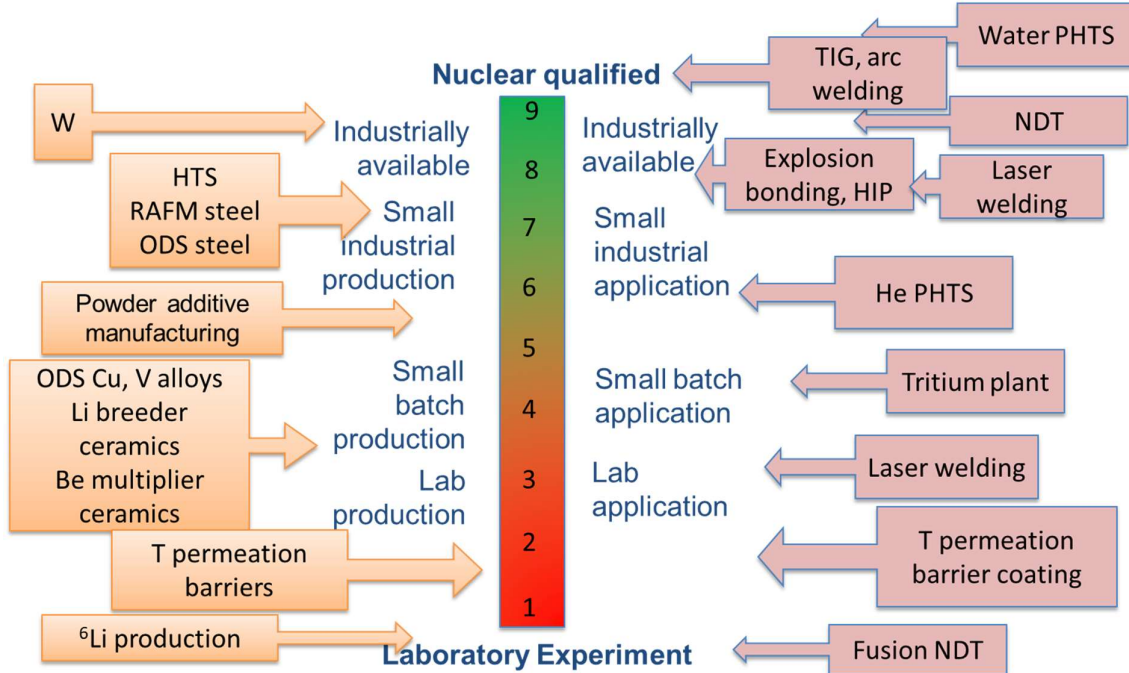 Water PHTS
TIG, arc
welding
Nuclear qualified
W
9
NDT
Industrially
available
Industrially
available
8
Explosion
bonding, HIP
Laser
welding
HTS
RAFM steel
ODS steel
Small
industrial
production
7
Small
industrial
application
6
He PHTS
Powder additive
manufacturing
5
ODS Cu, V alloys
Li breeder
ceramics
Be multiplier
ceramics
Small
batch
production
4
Small batch
application
Tritium plant
Lab
production
3
Lab
application
Laser welding
2
T permeation
barriers
T permeation
barrier coating
1
⁶Li production
Laboratory Experiment
Fusion NDT